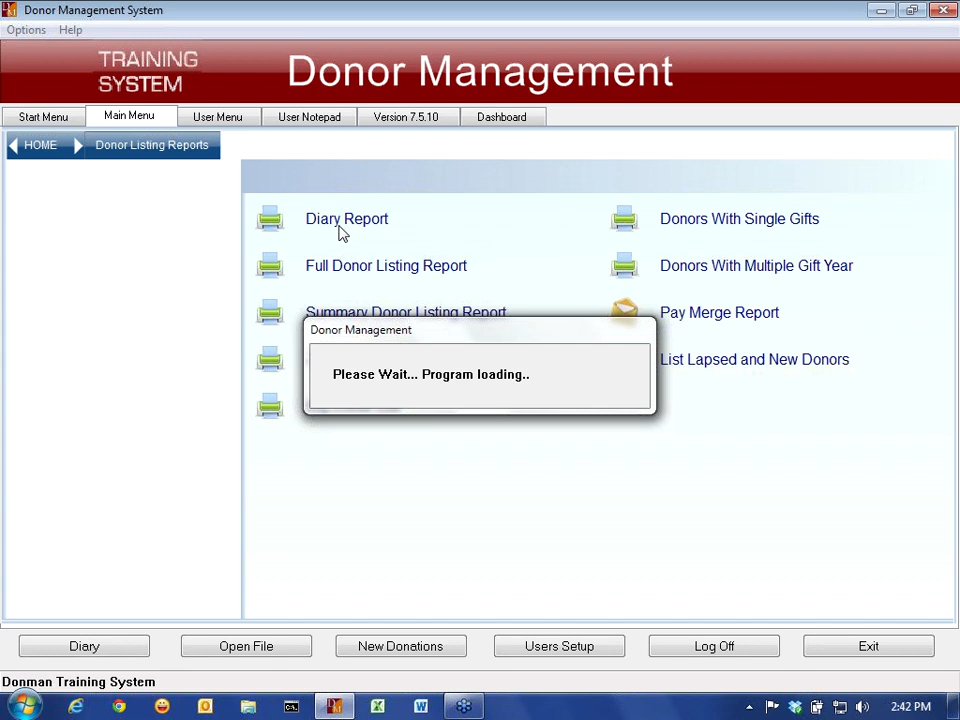 Donor Management System
Options Help
TRAINING
SYSTEM
Donor Management
Start Menu Main Menu User Menu User Notepad Version 7.5.10 Dashboard
HOME Donor Listing Reports
Diary Report Donors With Single Gifts
Full Donor Listing Report Donors With Multiple Gift Year
Summary Donor Listing Report Pay Merge Report
Donor Management
List Lapsed and New Donors
Please Wait... Program loading..
Diary Open File New Donations Users Setup Log Off Exit
Donman Training System
2:42 PM